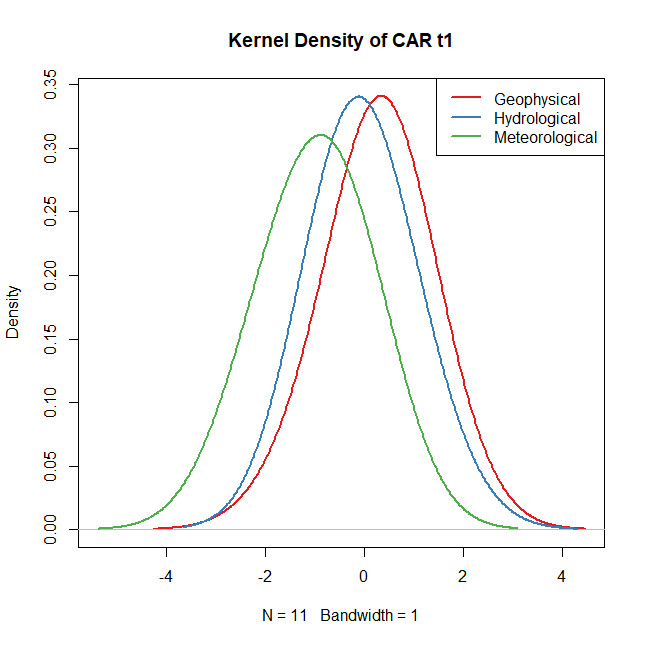 Kernel Density of CAR t1
Geophysical
Hydrological
Meteorological
Density
0.35
0.30
0.25
0.20
0.15
0.10
0.05
0.00
-4 -2 0 2 4
N = 11 Bandwidth = 1